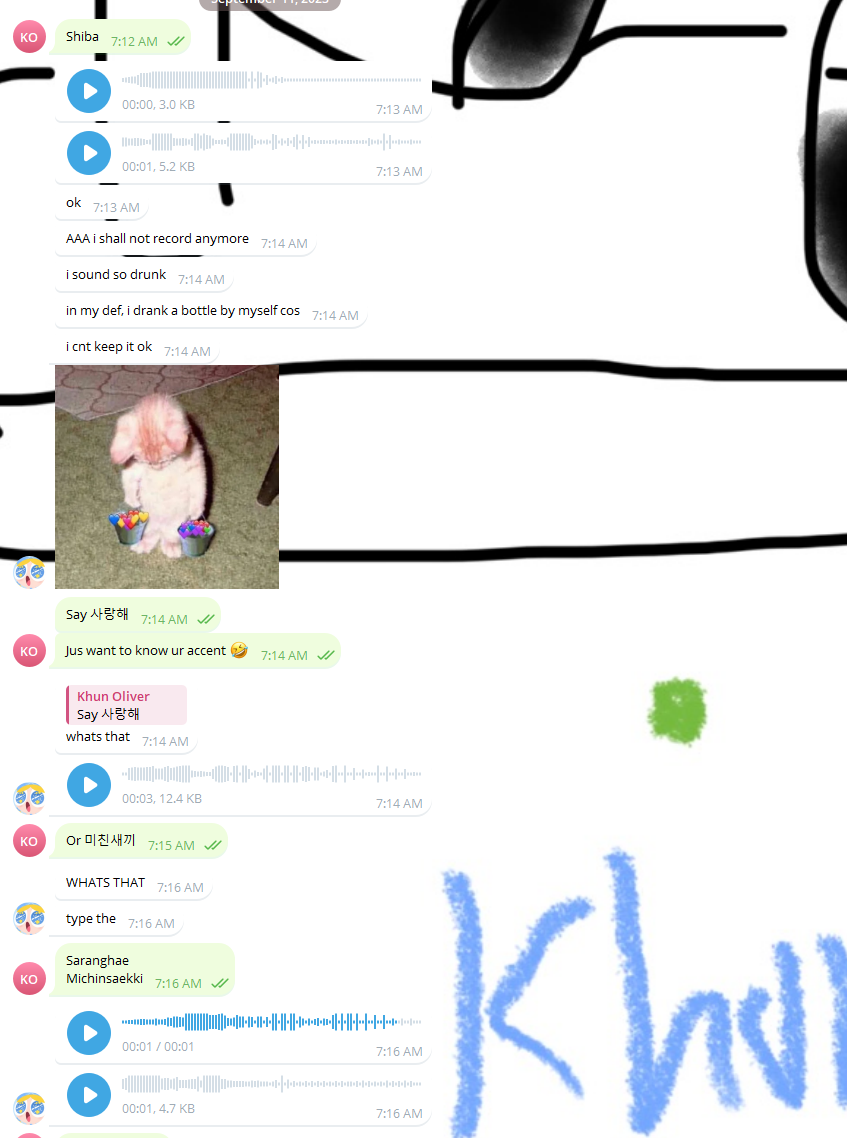 September 11, 2023
KO
Shiba 7:12 AM
00:00, 3.0 KB 7:13 AM
00:01, 5.2 KB 7:13 AM
ok 7:13 AM
AAA i shall not record anymore 7:14 AM
i sound so drunk 7:14 AM
in my def, i drank a bottle by myself cos 7:14 AM
i cnt keep it ok 7:14 AM
Say 사랑해 7:14 AM
KO
Jus want to know ur accent 🤣 7:14 AM
Khun Oliver
Say 사랑해
whats that 7:14 AM
00:03, 12.4 KB 7:14 AM
KO
Or 미친새끼 7:15 AM
WHATS THAT 7:16 AM
type the 7:16 AM
Saranghae
KO
Michinsaekki 7:16 AM
00:01 / 00:01 7:16 AM
00:01, 4.7 KB 7:16 AM
Khun